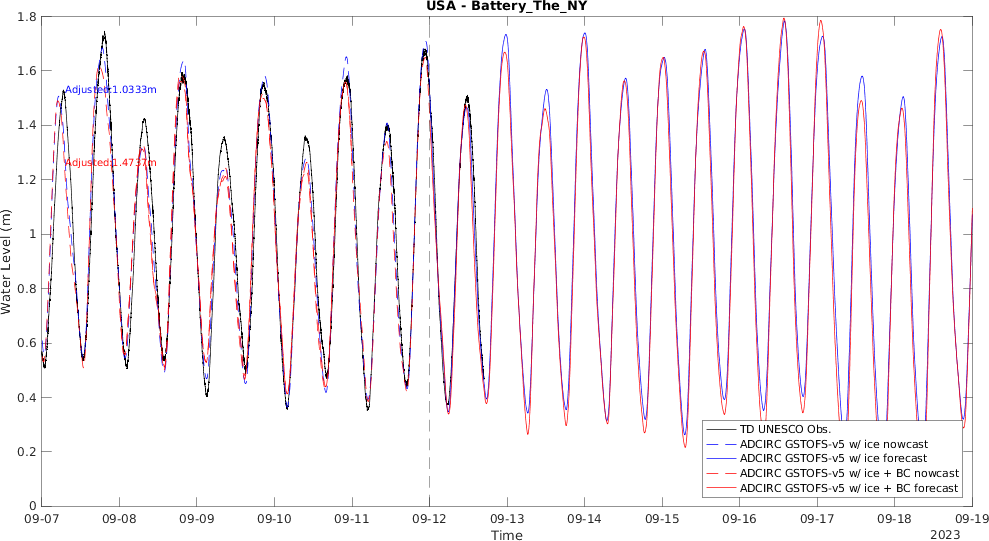 USA - Battery_The_NY
1.8
1.6
Adjusted:1.0333m
1.4
Adjusted:1.4737m
1.2
1
0.8
0.6
0.4
0.2
0
Water Level (m)
TD UNESCO Obs.
ADCIRC GSTOFS-v5 w/ ice nowcast
ADCIRC GSTOFS-v5 w/ ice forecast
ADCIRC GSTOFS-v5 w/ ice + BC nowcast
ADCIRC GSTOFS-v5 w/ ice + BC forecast
09-07 09-08 09-09 09-10 09-11 09-12 09-13 09-14 09-15 09-16 09-17 09-18 09-19
Time
2023